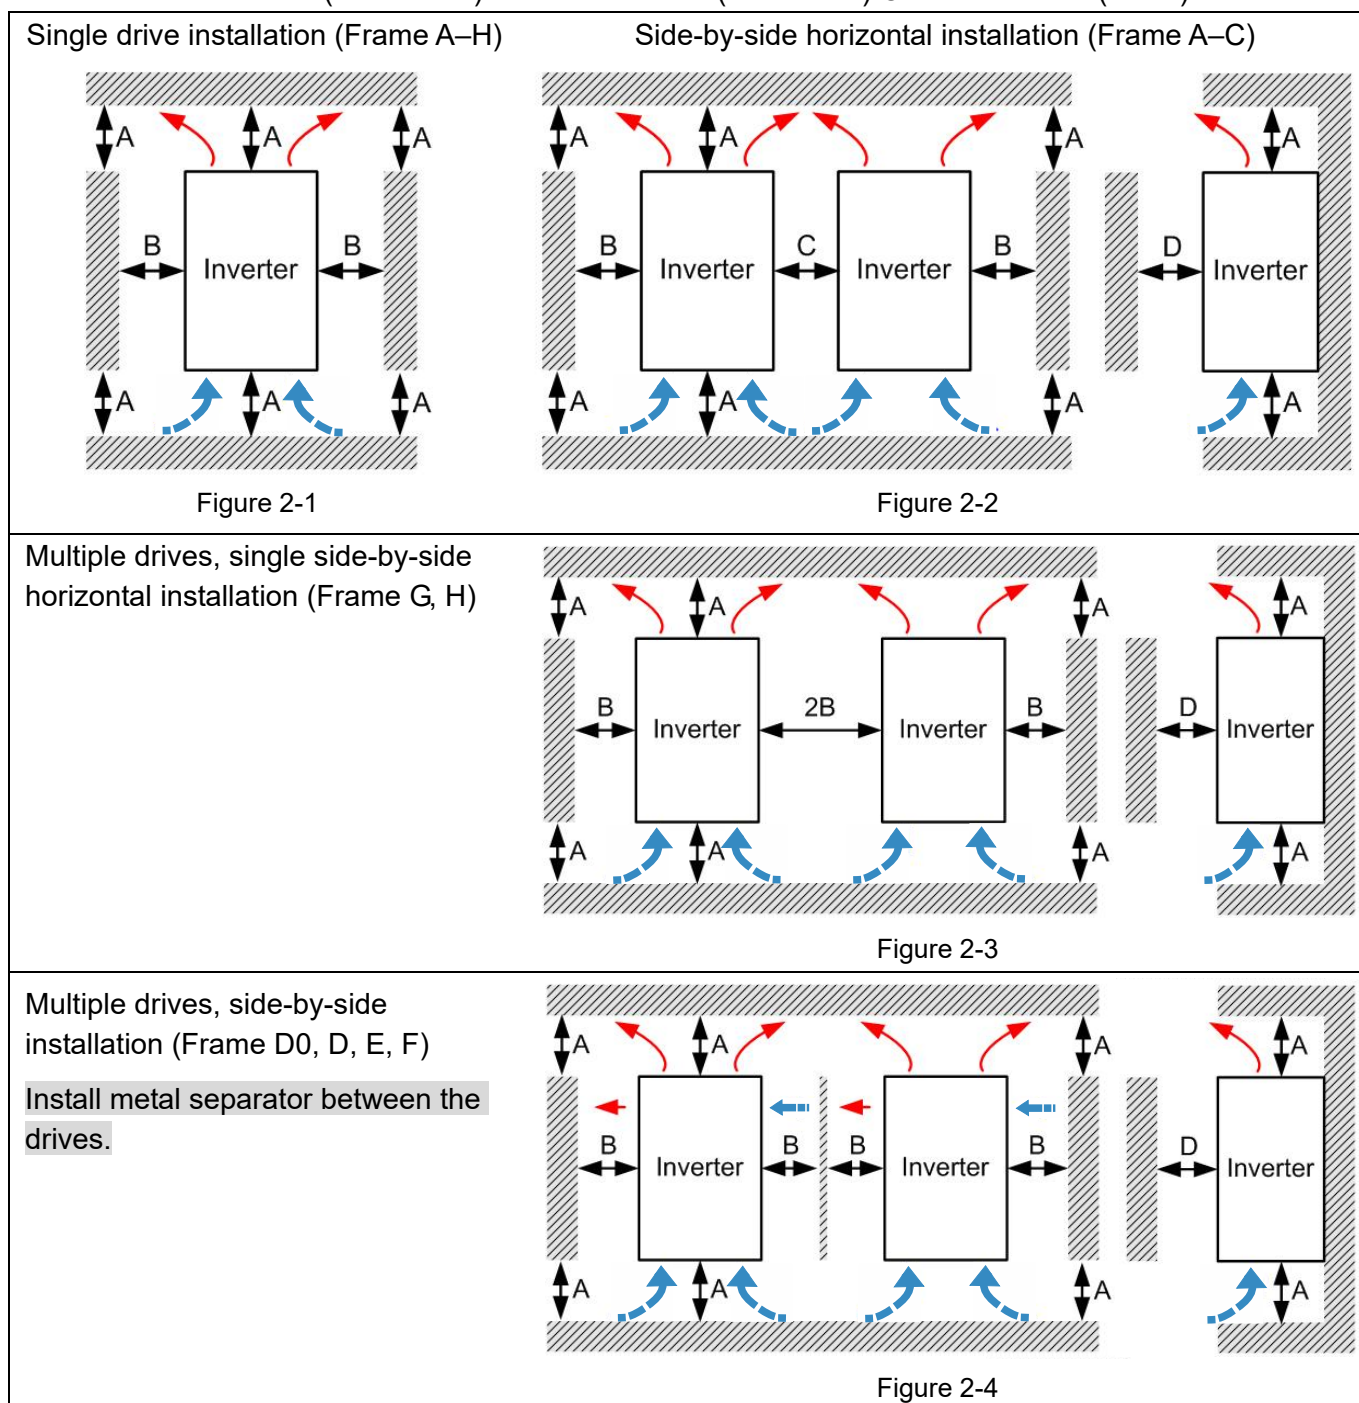 Single drive installation (Frame A–H)
Side-by-side horizontal installation (Frame A–C)
A A A
B Inverter B
A A A
Figure 2-1
A A A A
B Inverter C Inverter B D Inverter
A A A A
Figure 2-2
Multiple drives, single side-by-side
horizontal installation (Frame G, H)
A A A A
B Inverter 2B Inverter B D Inverter
A A A A
Figure 2-3
Multiple drives, side-by-side
installation (Frame D0, D, E, F)
Install metal separator between the
drives.
A A A A
B Inverter B B Inverter B D Inverter
A A A A
Figure 2-4